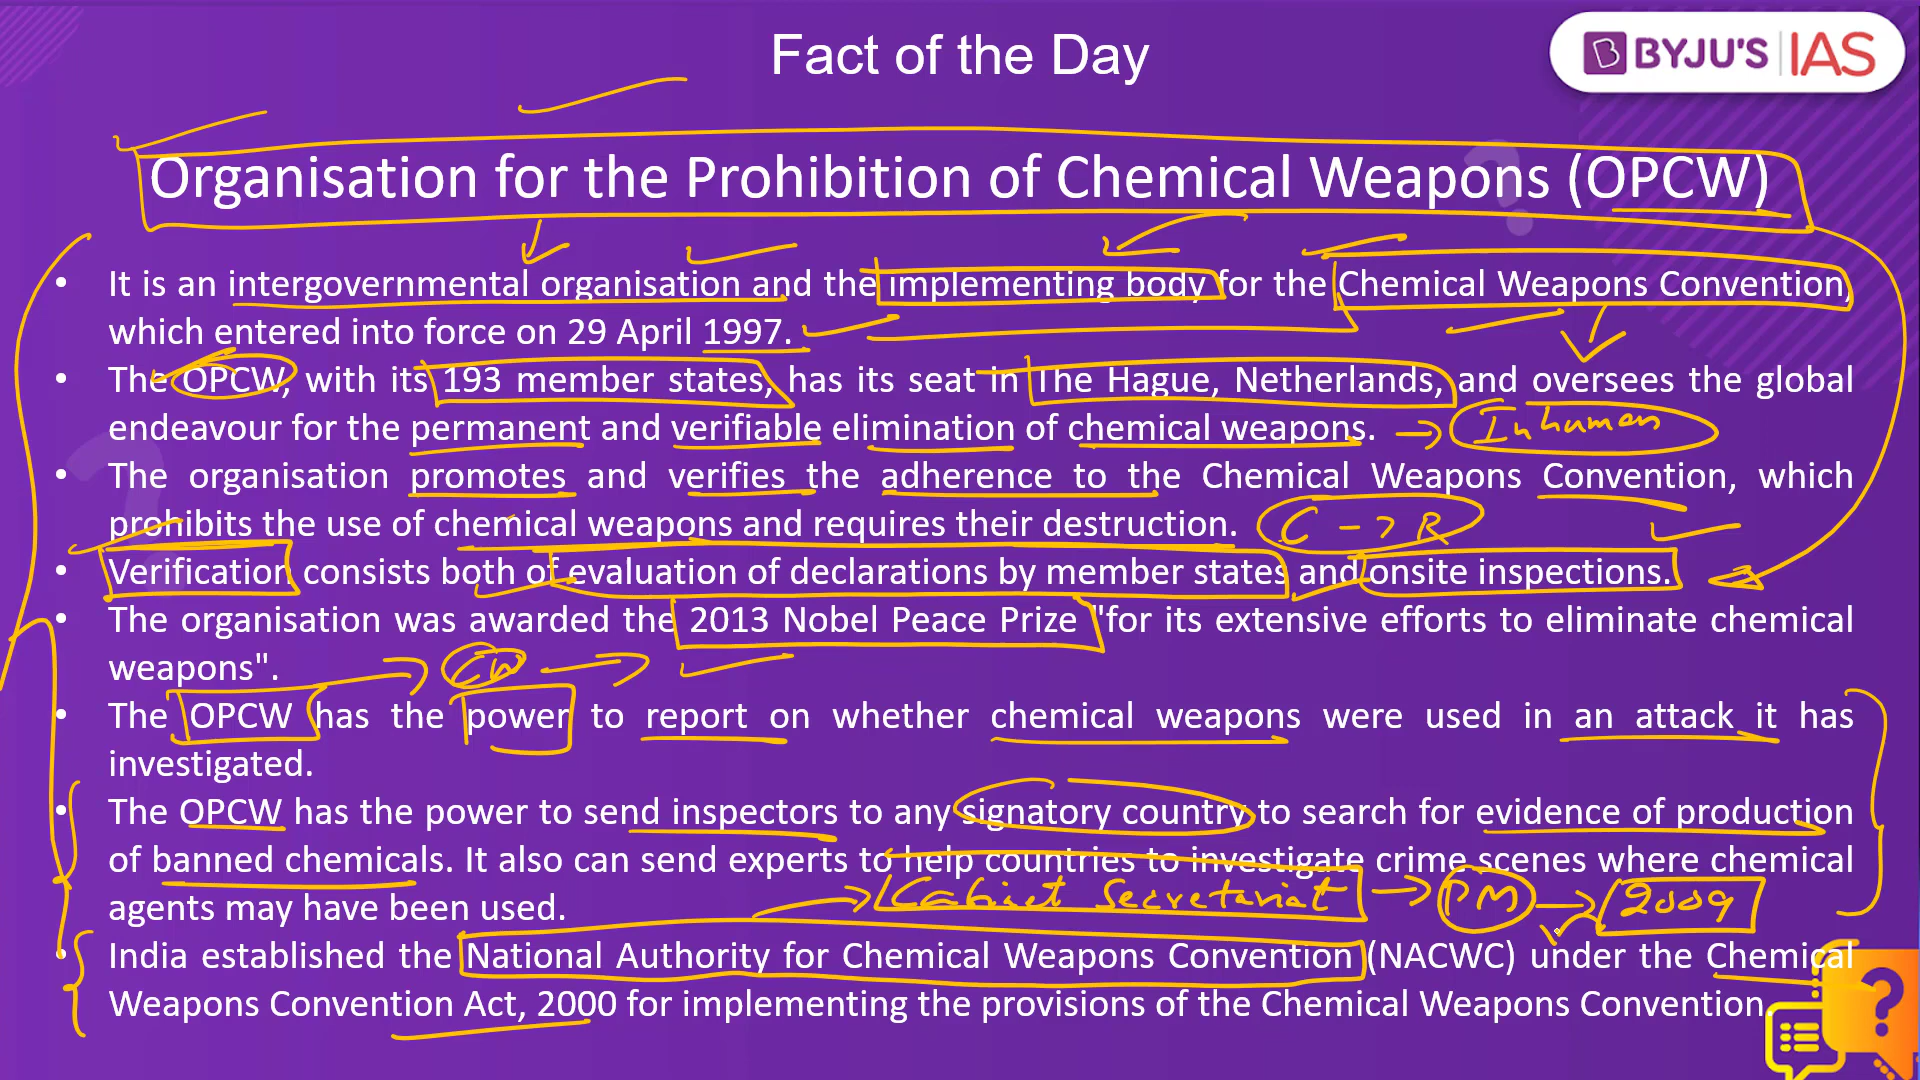 Fact of the Day
BYJU'S IAS
Organisation for the Prohibition of Chemical Weapons (OPCW)
• It is an intergovernmental organisation and the implementing body for the Chemical Weapons Convention,
which entered into force on 29 April 1997.
• The OPCW, with its 193 member states, has its seat in The Hague, Netherlands, and oversees the global
endeavour for the permanent and verifiable elimination of chemical weapons. → Inhuman
• The organisation promotes and verifies the adherence to the Chemical Weapons Convention, which
prohibits the use of chemical weapons and requires their destruction. C → R
• Verification consists both of evaluation of declarations by member states and onsite inspections.
• The organisation was awarded the 2013 Nobel Peace Prize "for its extensive efforts to eliminate chemical
weapons". → CW →
• The OPCW has the power to report on whether chemical weapons were used in an attack it has
investigated.
• The OPCW has the power to send inspectors to any signatory country to search for evidence of production
of banned chemicals. It also can send experts to help countries to investigate crime scenes where chemical
→ Cabinet Secretariat → PM → 2009
agents may have been used.
• India established the National Authority for Chemical Weapons Convention (NACWC) under the Chemical
Weapons Convention Act, 2000 for implementing the provisions of the Chemical Weapons Convention.